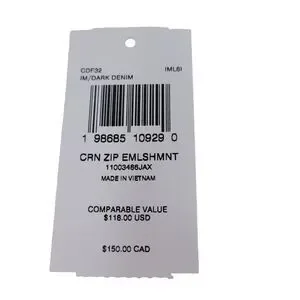 CDF32 IML8I
IM/DARK DENIM
1 98685 10929 0
CRN ZIP EMLSHMNT
11003466JAX
MADE IN VIETNAM
COMPARABLE VALUE
$118.00 USD
$150.00 CAD